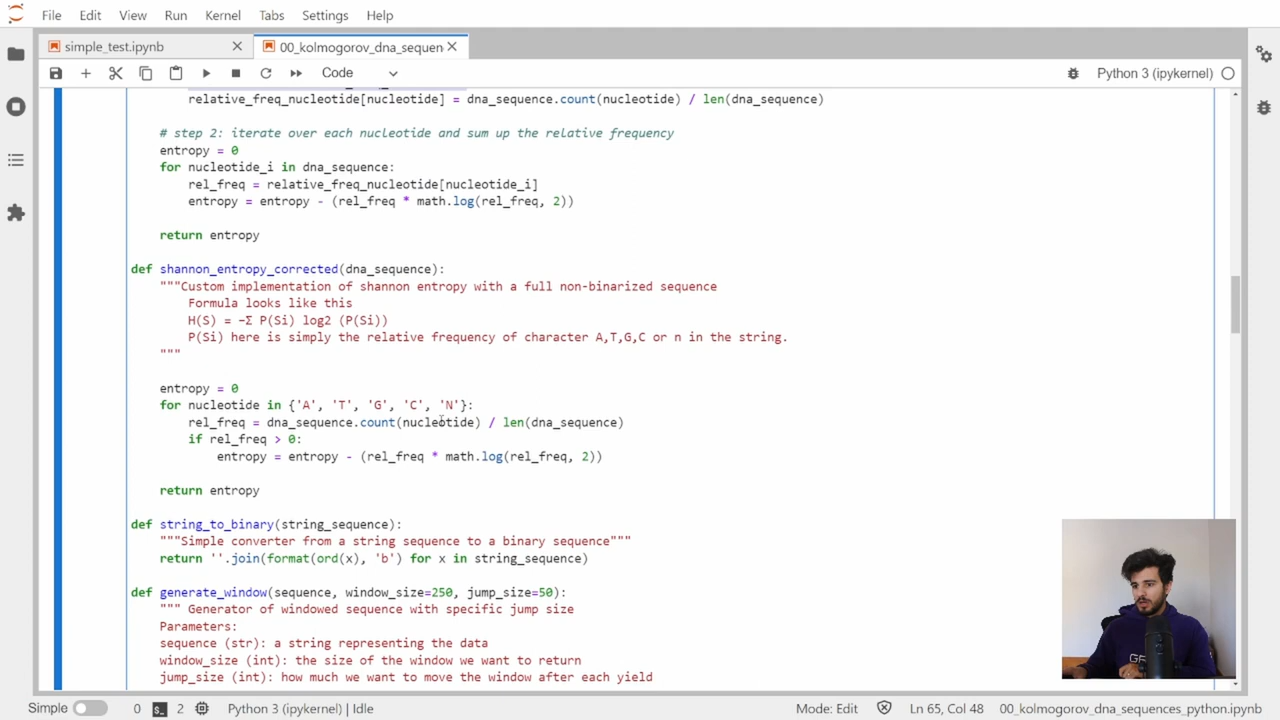 File Edit View Run Kernel Tabs Settings Help
simple_test.ipynb
00_kolmogorov_dna_sequen
Code
Python 3 (ipykernel)
relative_freq_nucleotide[nucleotide] = dna_sequence.count(nucleotide) / len(dna_sequence)
# step 2: iterate over each nucleotide and sum up the relative frequency
entropy = 0
for nucleotide_i in dna_sequence:
rel_freq = relative_freq_nucleotide[nucleotide_i]
entropy = entropy - (rel_freq * math.log(rel_freq, 2))
return entropy
def shannon_entropy_corrected(dna_sequence):
"""Custom implementation of shannon entropy with a full non-binarized sequence
Formula looks like this
H(S) = −Σ P(Si) log2 (P(Si))
P(Si) here is simply the relative frequency of character A,T,G,C or n in the string.
"""
entropy = 0
for nucleotide in {'A', 'T', 'G', 'C', 'N'}:
rel_freq = dna_sequence.count(nucleotide) / len(dna_sequence)
if rel_freq > 0:
entropy = entropy - (rel_freq * math.log(rel_freq, 2))
return entropy
def string_to_binary(string_sequence):
"""Simple converter from a string sequence to a binary sequence"""
return ''.join(format(ord(x), 'b') for x in string_sequence)
def generate_window(sequence, window_size=250, jump_size=50):
""" Generator of windowed sequence with specific jump size
Parameters:
sequence (str): a string representing the data
window_size (int): the size of the window we want to return
jump_size (int): how much we want to move the window after each yield
Simple 0 2 Python 3 (ipykernel) | Idle Mode: Edit Ln 65, Col 48 00_kolmogorov_dna_sequences_python.ipynb